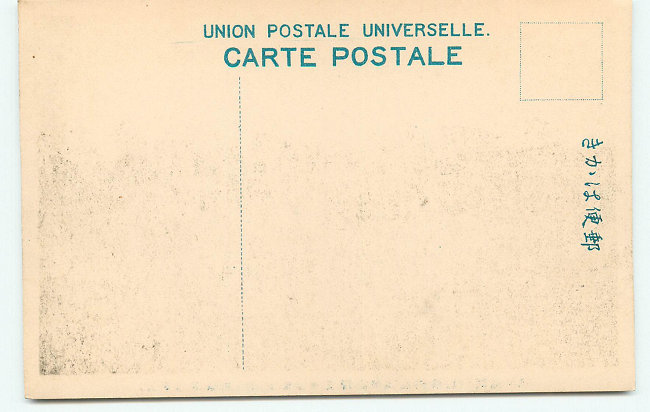 UNION POSTALE UNIVERSELLE.
CARTE POSTALE
郵便はかき